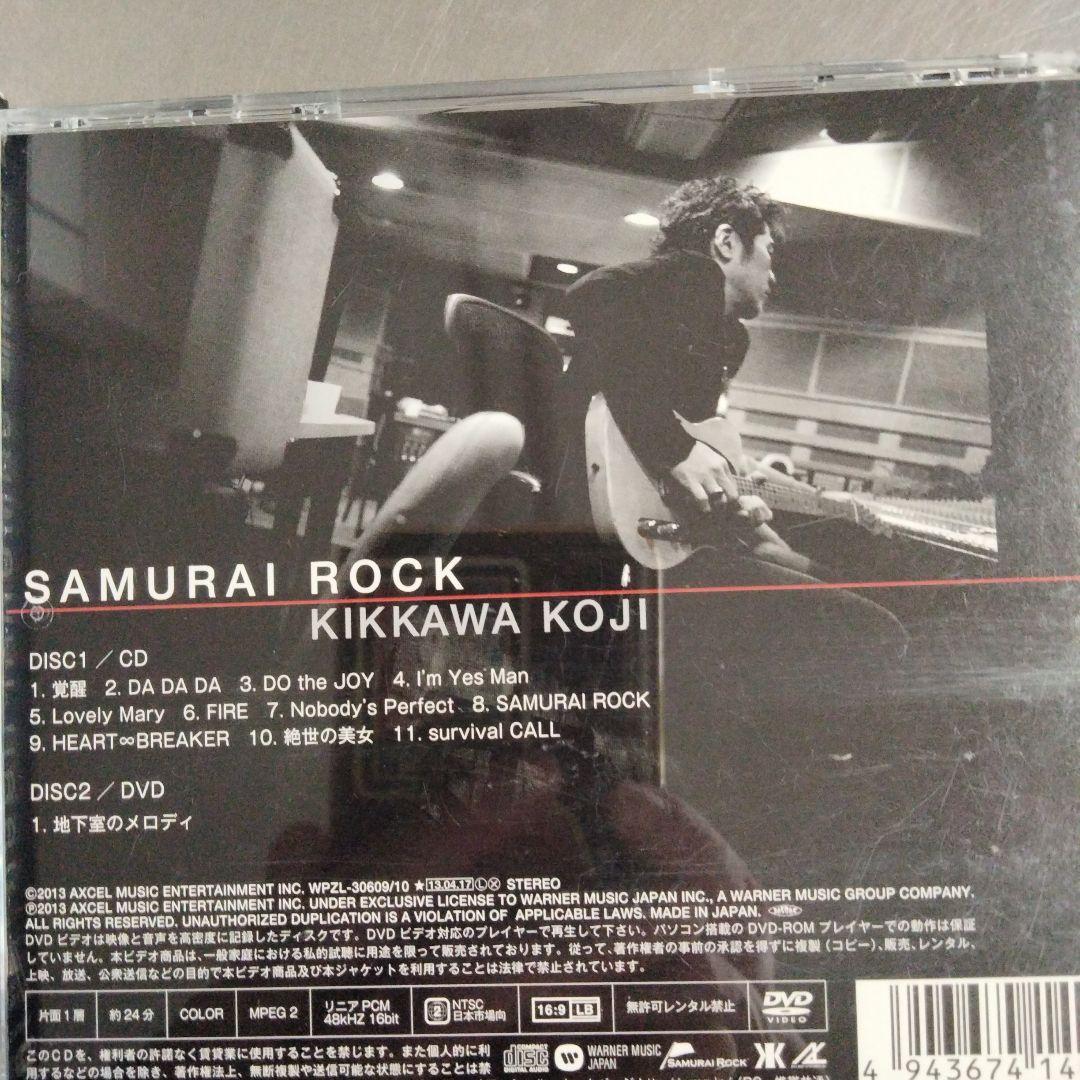 SAMURAI ROCK
KIKKAWA KOJI
DISC1／CD
1. 覚醒 2. DA DA DA 3. DO the JOY 4. I'm Yes Man
5. Lovely Mary 6. FIRE 7. Nobody's Perfect 8. SAMURAI ROCK
9. HEART∞BREAKER 10. 絶世の美女 11. survival CALL
DISC2／DVD
1. 地下室のメロディ
©2013 AXCEL MUSIC ENTERTAINMENT INC. WPZL-30609/10 ★13.04.17ⓁⓍ STEREO
℗2013 AXCEL MUSIC ENTERTAINMENT INC. UNDER EXCLUSIVE LICENSE TO WARNER MUSIC JAPAN INC., A WARNER MUSIC GROUP COMPANY.
ALL RIGHTS RESERVED. UNAUTHORIZED DUPLICATION IS A VIOLATION OF APPLICABLE LAWS. MADE IN JAPAN.
DVDビデオは映像と音声を高密度に記録したディスクです。DVDビデオ対応のプレイヤーで再生して下さい。パソコン搭載のDVD-ROMプレイヤーでの動作は保証
していません。本ビデオ商品は、一般家庭における私的試聴に用途を限って販売されております。従って、著作権者の事前の承認を得ずに複製（コピー）、販売、レンタル、
上映、放送、公衆送信などの目的で本ビデオ商品及び本ジャケットを利用することは法律で禁止されています。
片面1層 約24分 COLOR MPEG 2 リニアPCM 48kHZ 16bit 2 NTSC 日本市場向 16:9 LB 無許可レンタル禁止 DVD VIDEO
このCDを、権利者の許諾なく賃貸業に使用することを禁じます。また個人的に利
用するなどの場合を除き、著作権法上、無断複製や送信可能な状態にすることは禁
COMPACT disc DIGITAL AUDIO WARNER MUSIC JAPAN SAMURAI ROCK
4 943674 14